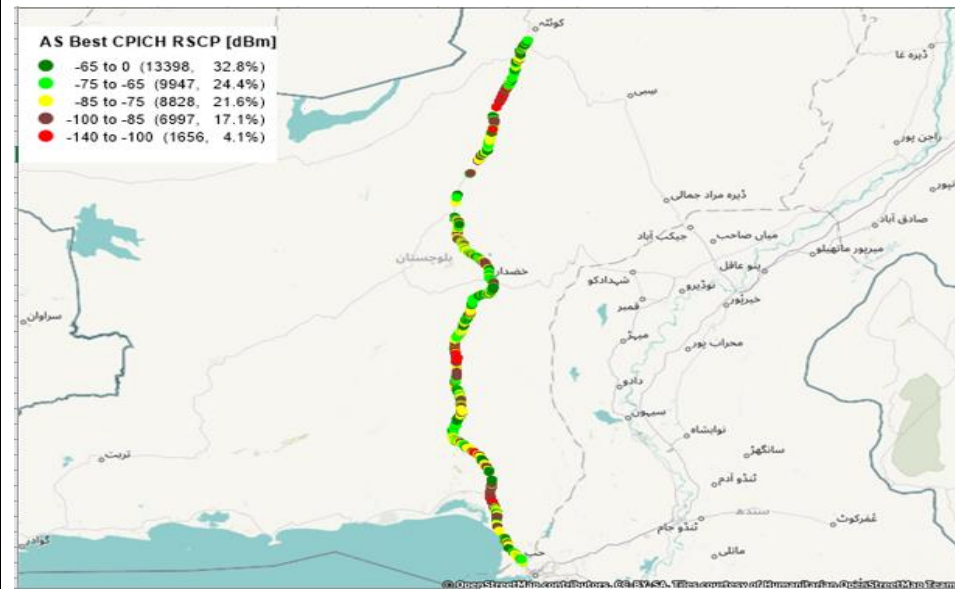 AS Best CPICH RSCP [dBm]
-65 to 0 (13398, 32.8%)
-75 to -65 (9947, 24.4%)
-85 to -75 (8828, 21.6%)
-100 to -85 (6997, 17.1%)
-140 to -100 (1656, 4.1%)
کوئٹہ
ڈیرہ غا
سبی
راجن پور
ڈیرہ مراد جمالی
صادق آباد
جیکب آباد
میاں صاحب
میرپور ماتھیلو
بلوچستان
خضدار
شہدادکو
پنو عاقل
نوڈیرو
قمبر
خیرپور
سراوان
میہڑ
محراب پور
دادو
سیہون
نوابشاہ
تربت
سانگھڑ
ٹنڈو آدم
سندھ
ٹنڈو جام
عمرکوٹ
گوادر
حب
ماتلی
© OpenStreetMap contributors, CC-BY-SA, Tiles courtesy of Humanitarian OpenStreetMap Team